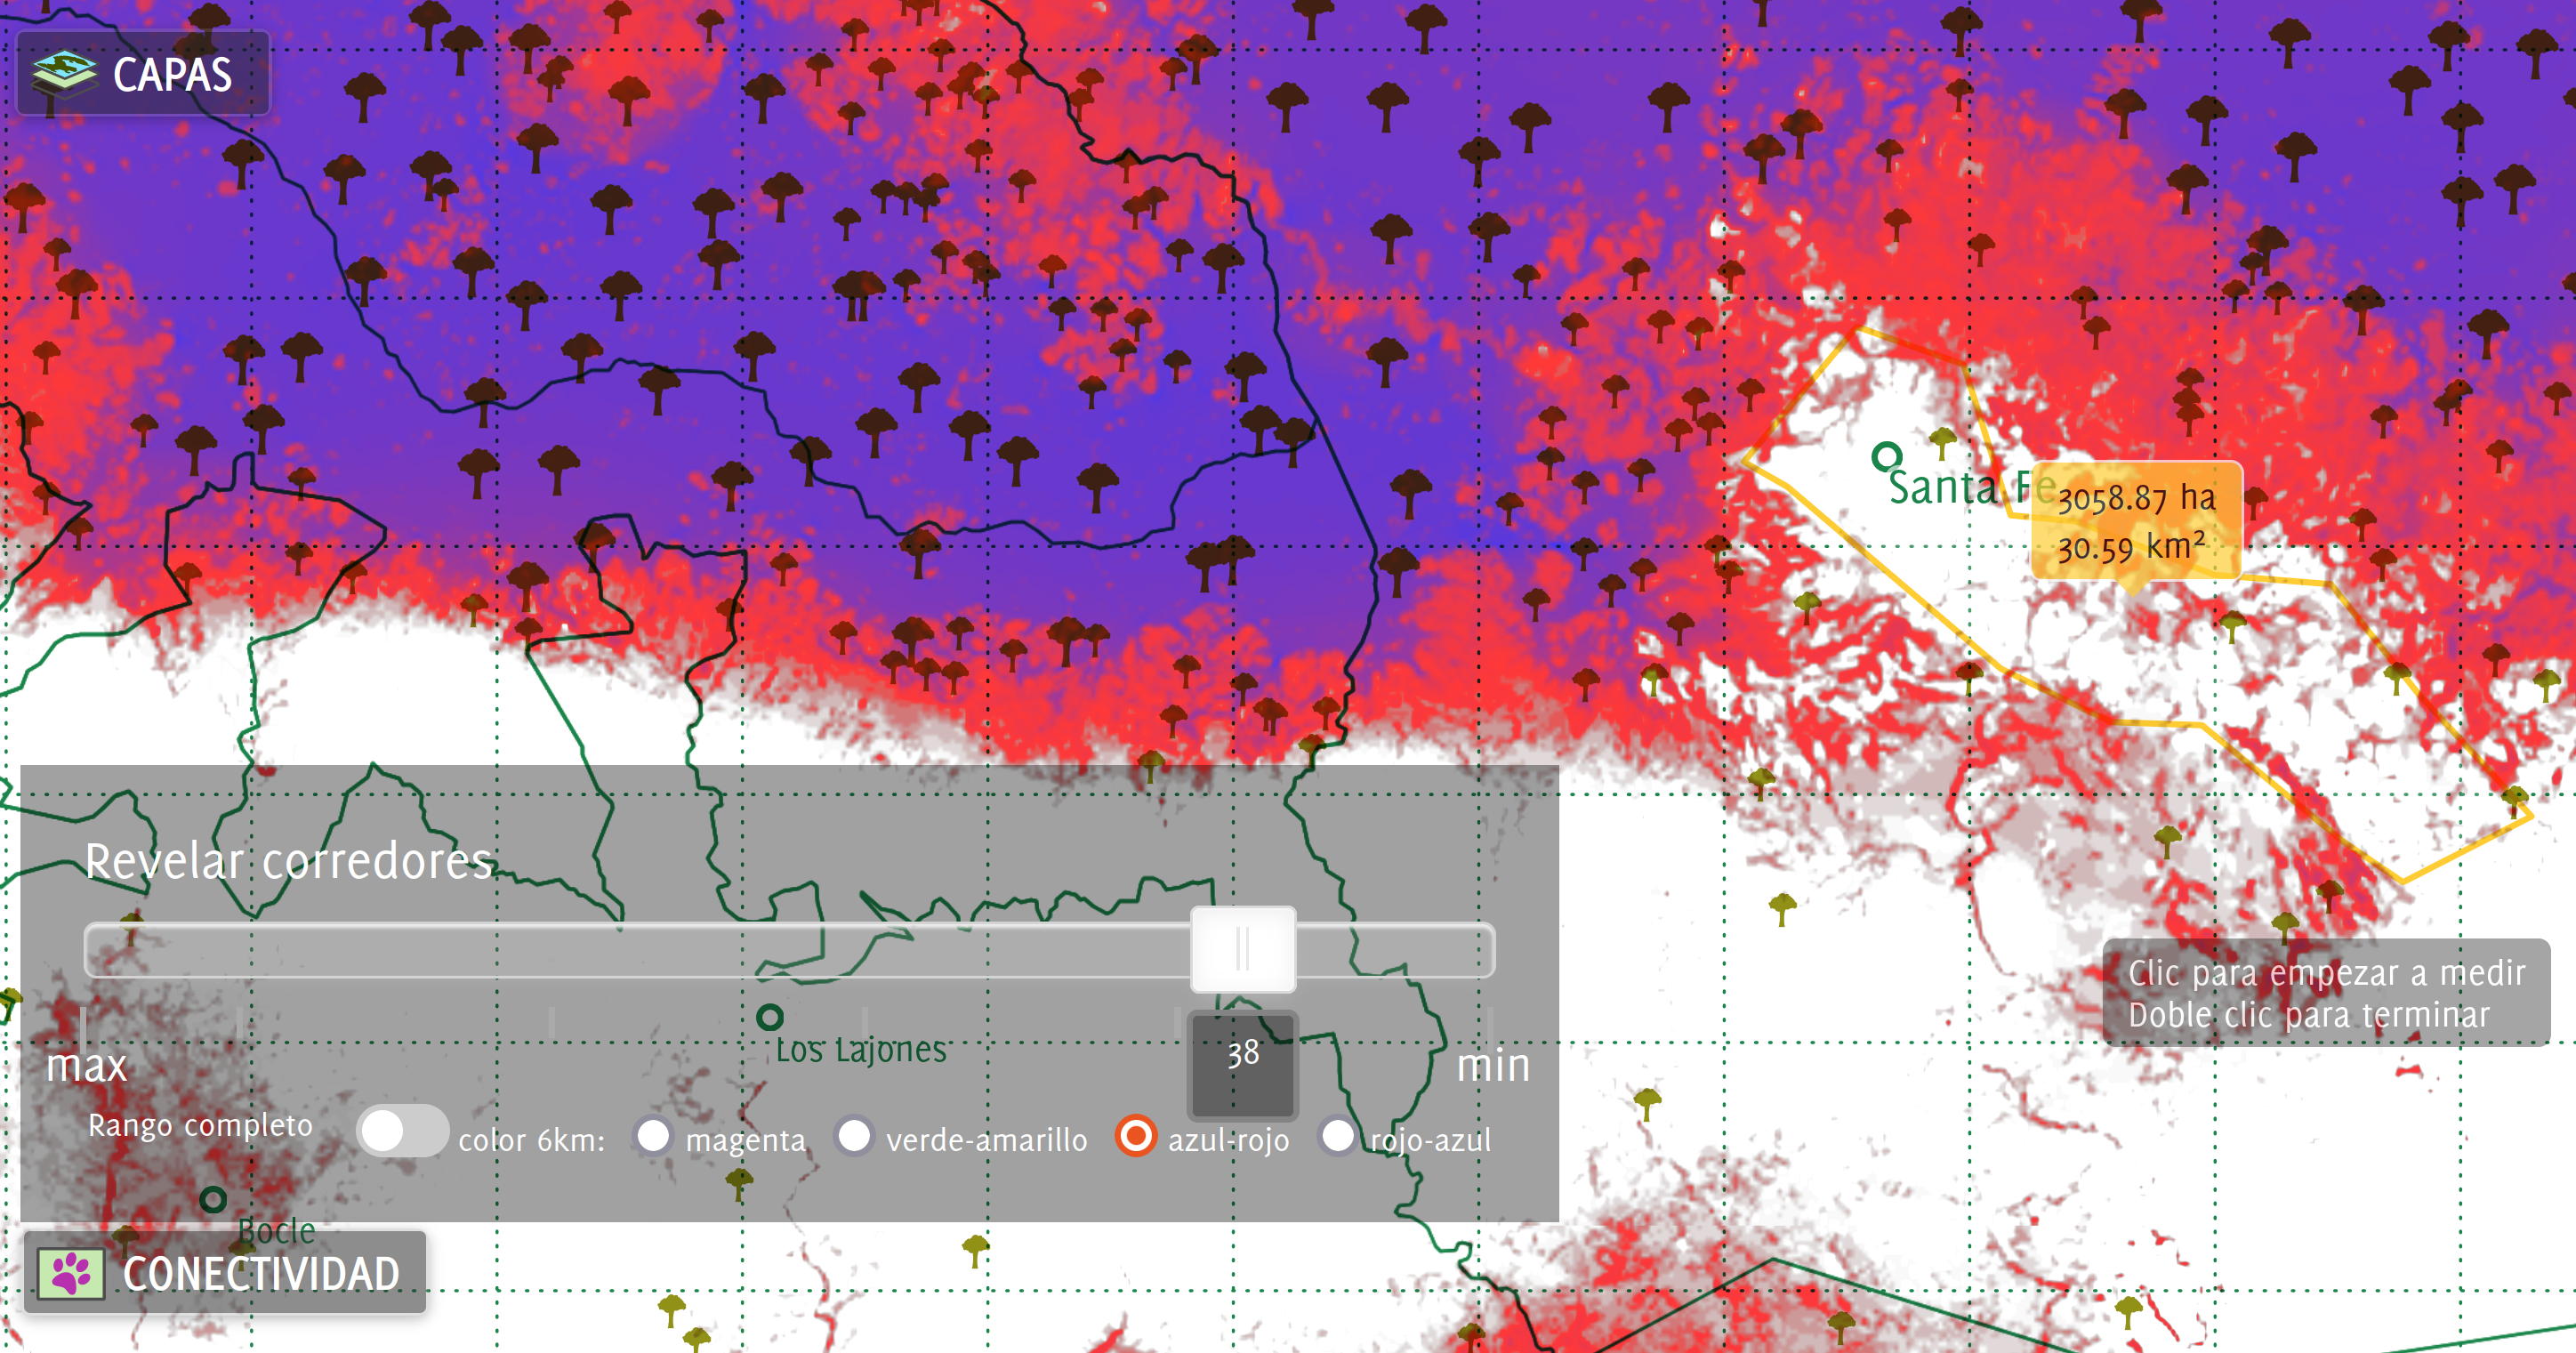 CAPAS
Santa Fe
3058.87 ha
30.59 km²
Revelar corredores
Clic para empezar a medir
Doble clic para terminar
Los Lajones
38
max
min
Rango completo
color 6km:
magenta
verde-amarillo
azul-rojo
rojo-azul
Bocle
CONECTIVIDAD